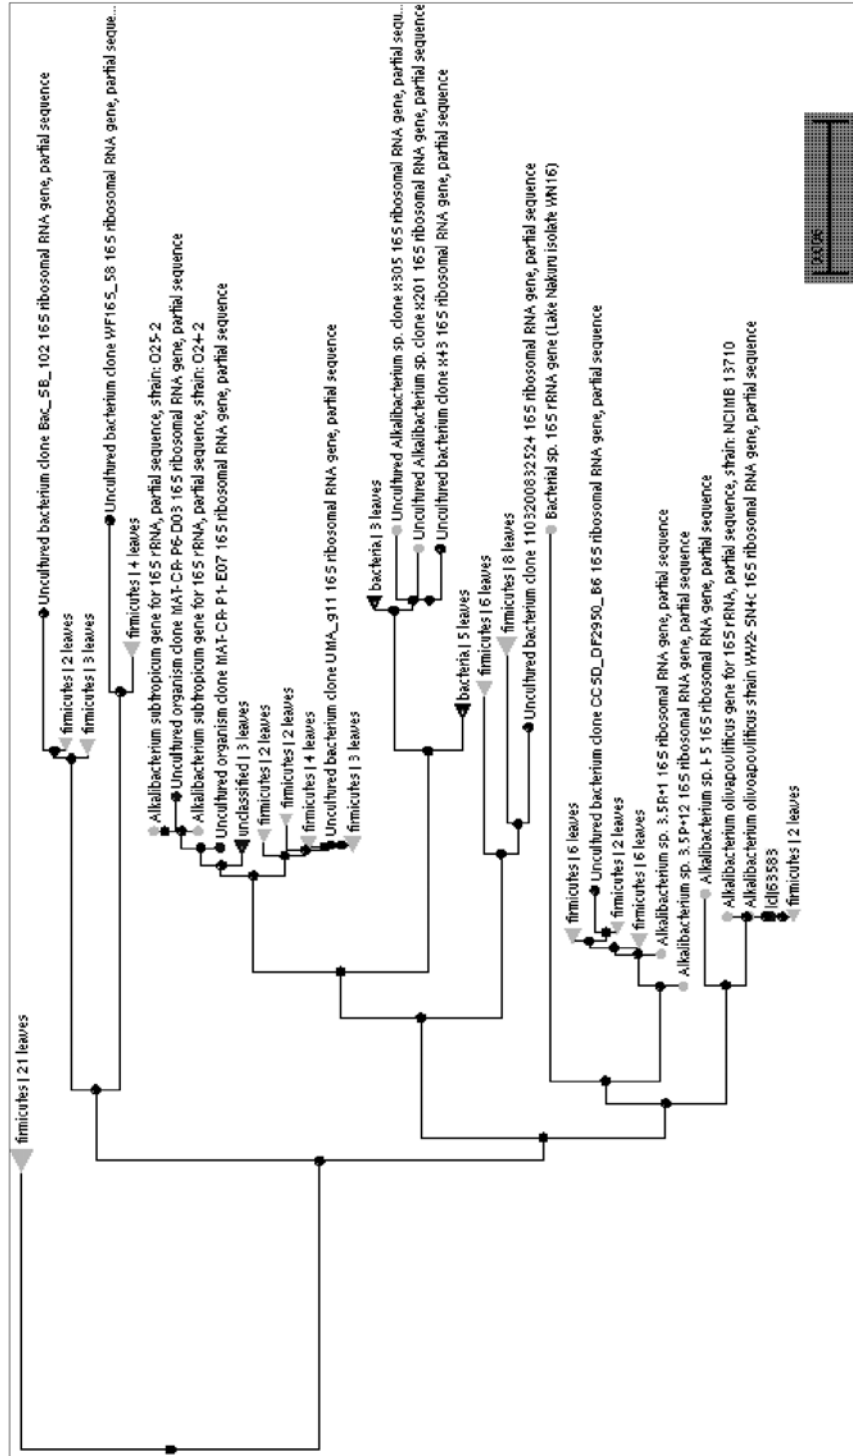 firmicutes | 21 leaves
Uncultured bacterium clone Bac_5B_102 16S ribosomal RNA gene, partial sequence
firmicutes | 2 leaves
firmicutes | 3 leaves
Uncultured bacterium clone WF16S_58 16S ribosomal RNA gene, partial sequ...
firmicutes | 4 leaves
Alkalibacterium subtropicum gene for 16S rRNA, partial sequence, strain: O25-2
Uncultured organism clone MAT-CR-P6-D03 16S ribosomal RNA gene, partial sequence
Alkalibacterium subtropicum gene for 16S rRNA, partial sequence, strain: O24-2
Uncultured organism clone MAT-CR-P1-E07 16S ribosomal RNA gene, partial sequence
unclassified | 3 leaves
firmicutes | 2 leaves
firmicutes | 2 leaves
firmicutes | 4 leaves
Uncultured bacterium clone UMA_g11 16S ribosomal RNA gene, partial sequence
firmicutes | 3 leaves
bacteria | 3 leaves
Uncultured Alkalibacterium sp. clone X305 16S ribosomal RNA gene, partial sequ...
Uncultured Alkalibacterium sp. clone X201 16S ribosomal RNA gene, partial sequence
Uncultured bacterium clone x43 16S ribosomal RNA gene, partial sequence
bacteria | 5 leaves
firmicutes | 6 leaves
firmicutes | 8 leaves
Uncultured bacterium clone 1103200832524 16S ribosomal RNA gene, partial sequence
Bacterial sp. 16S rRNA gene (Lake Nakuru isolate WN16)
firmicutes | 6 leaves
Uncultured bacterium clone CC5D_DF2950_B6 16S ribosomal RNA gene, partial sequence
firmicutes | 2 leaves
firmicutes | 6 leaves
Alkalibacterium sp. 3.5R+1 16S ribosomal RNA gene, partial sequence
Alkalibacterium sp. 3.5P+12 16S ribosomal RNA gene, partial sequence
Alkalibacterium sp. 16S ribosomal RNA gene, partial sequence
Alkalibacterium olivapovliticus gene for 16S rRNA, partial sequence, strain: NCIMB 13710
Alkalibacterium olivoapovliticus strain WW2-SN4c 16S ribosomal RNA gene, partial sequence
lcl|63583
firmicutes | 2 leaves